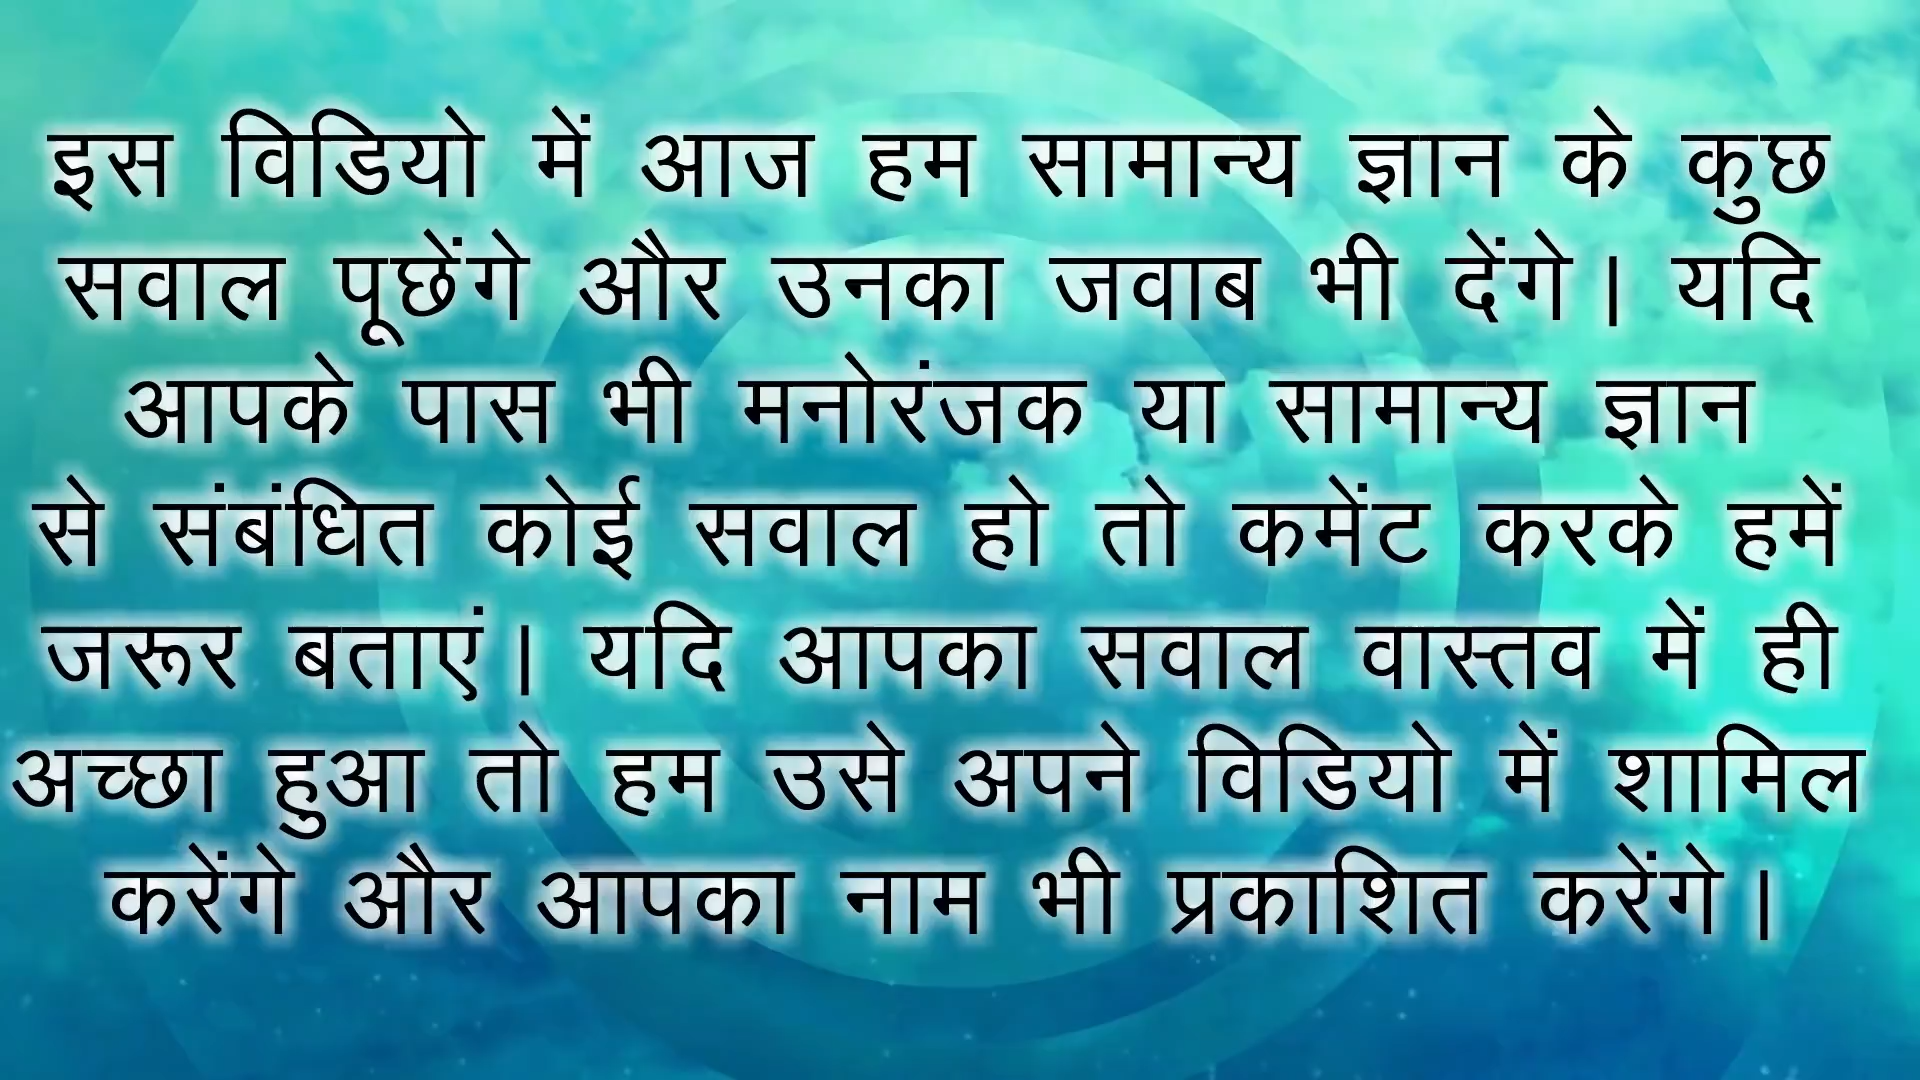 इस विडियो में आज हम सामान्य ज्ञान के कुछ
सवाल पूछेंगे और उनका जवाब भी देंगे। यदि
आपके पास भी मनोरंजक या सामान्य ज्ञान
से संबंधित कोई सवाल हो तो कमेंट करके हमें
जरूर बताएं। यदि आपका सवाल वास्तव में ही
अच्छा हुआ तो हम उसे अपने विडियो में शामिल
करेंगे और आपका नाम भी प्रकाशित करेंगे।